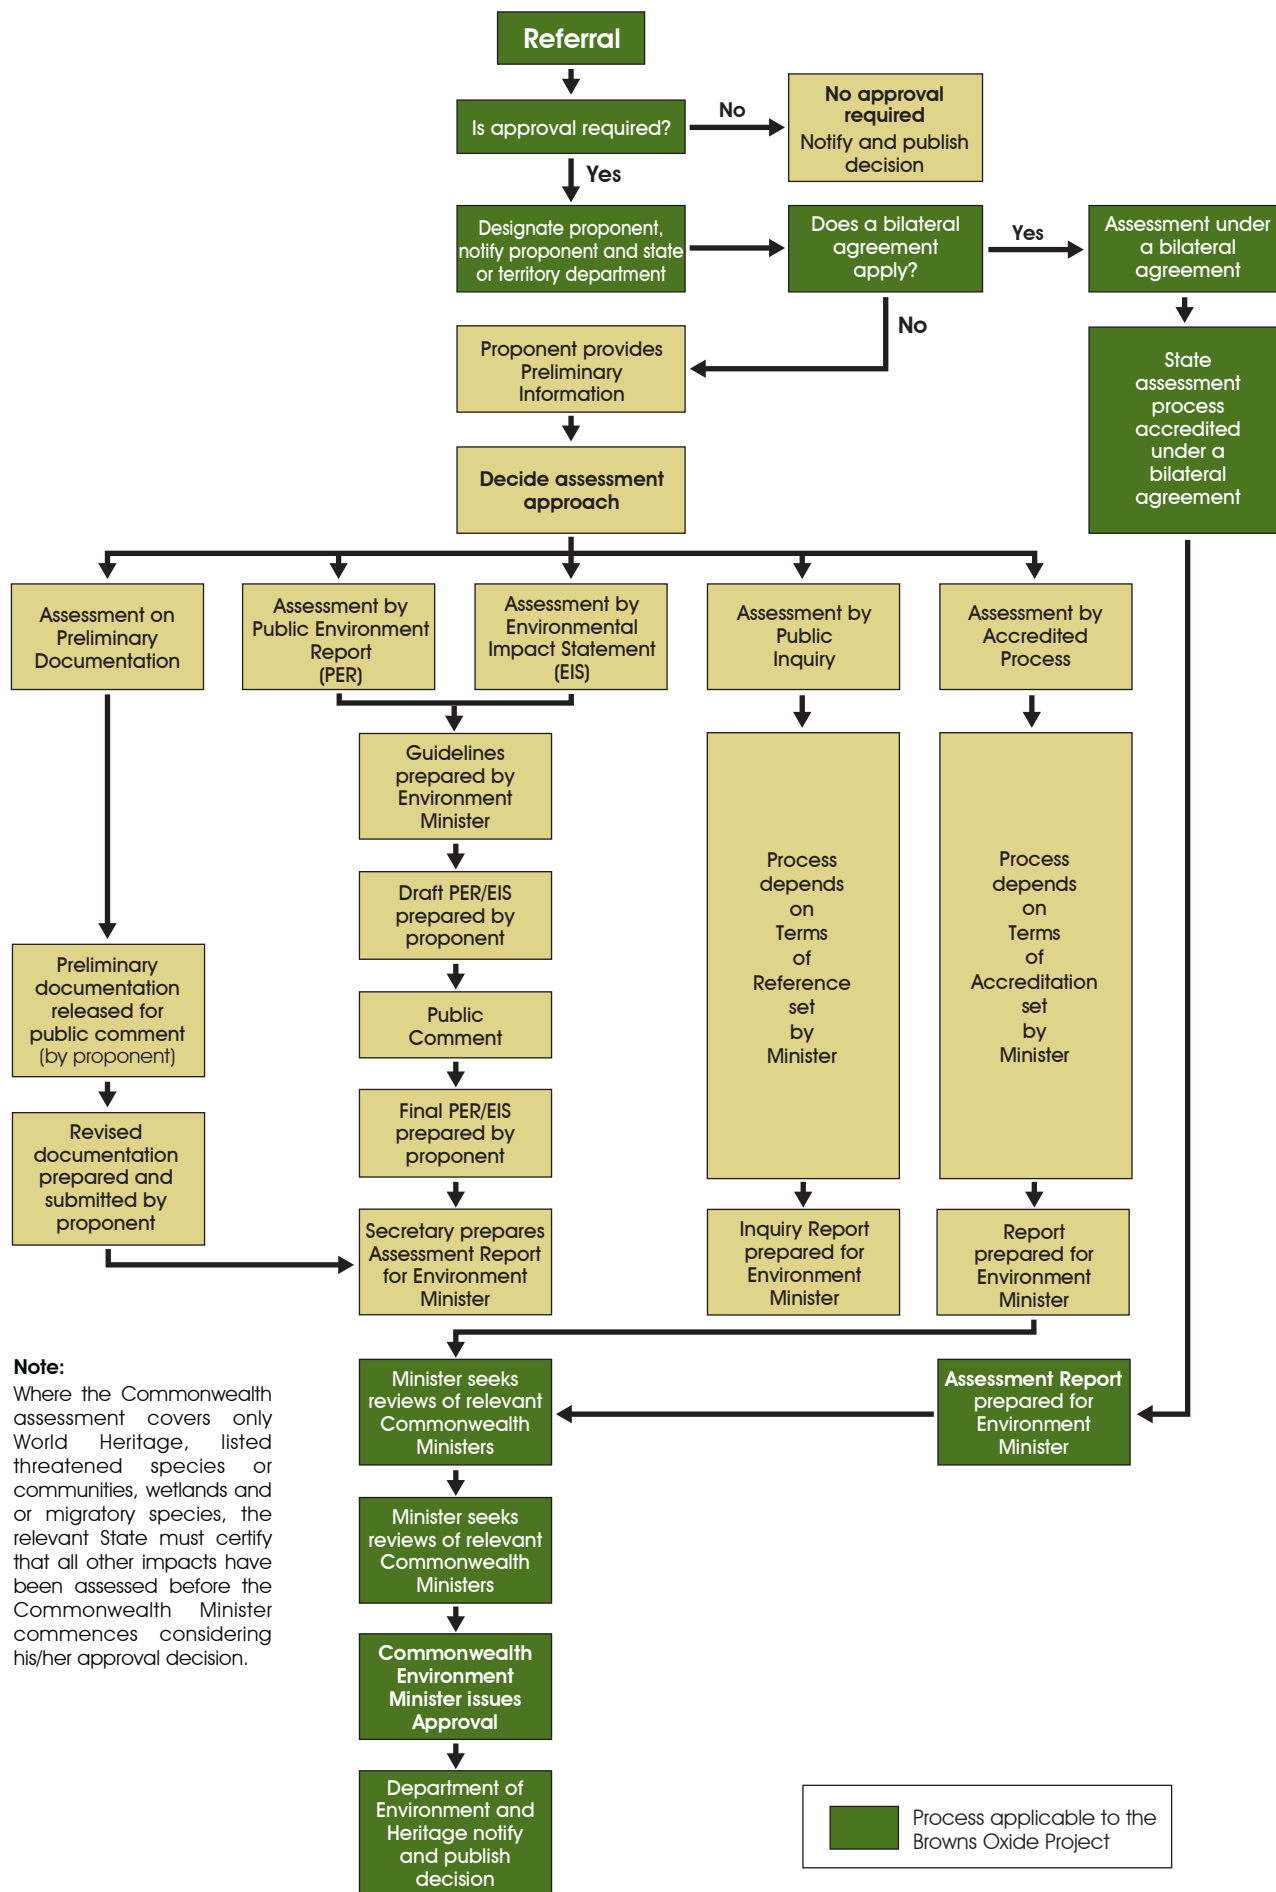 Referral
Is approval required?
No
No approval
required
Notify and publish
decision
Yes
Designate proponent,
notify proponent and state
or territory department
Does a bilateral
agreement
apply?
Yes
Assessment under
a bilateral
agreement
No
Proponent provides
Preliminary
Information
State
assessment
process
accredited
under a
bilateral
agreement
Decide assessment
approach
Assessment on
Preliminary
Documentation
Assessment by
Public Environment
Report
(PER)
Assessment by
Environmental
Impact Statement
(EIS)
Assessment by
Public
Inquiry
Assessment by
Accredited
Process
Guidelines
prepared by
Environment
Minister
Draft PER/EIS
prepared by
proponent
Public
Comment
Final PER/EIS
prepared by
proponent
Process
depends
on
Terms
of
Reference
set
by
Minister
Process
depends
on
Terms
of
Accreditation
set
by
Minister
Preliminary
documentation
released for
public comment
(by proponent)
Revised
documentation
prepared and
submitted by
proponent
Secretary prepares
Assessment Report
for Environment
Minister
Inquiry Report
prepared for
Environment
Minister
Report
prepared for
Environment
Minister
Note:
Where the Commonwealth
assessment covers only
World Heritage, listed
threatened species or
communities, wetlands and
or migratory species, the
relevant State must certify
that all other impacts have
been assessed before the
Commonwealth Minister
commences considering
his/her approval decision.
Minister seeks
reviews of relevant
Commonwealth
Ministers
Assessment Report
prepared for
Environment
Minister
Minister seeks
reviews of relevant
Commonwealth
Ministers
Commonwealth
Environment
Minister issues
Approval
Department of
Environment and
Heritage notify
and publish
decision
Process applicable to the
Browns Oxide Project